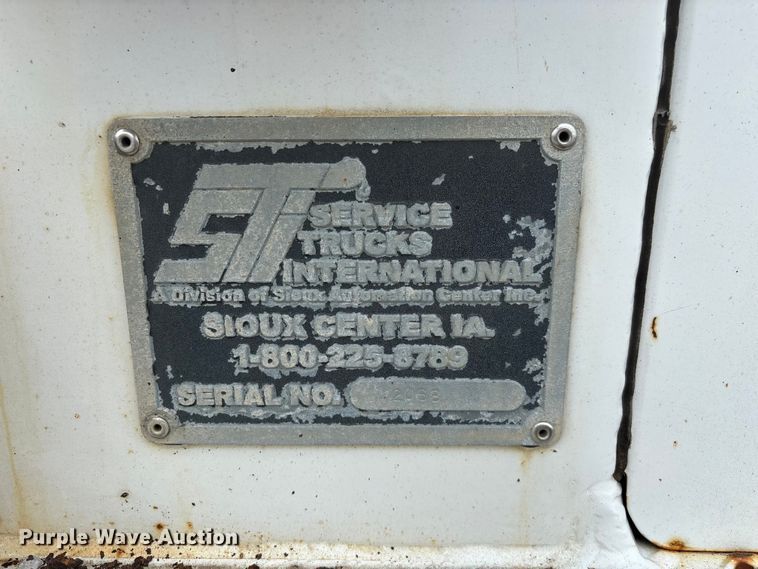 STI
SERVICE
TRUCKS
INTERNATIONAL
A Division of Sioux Automation Center Inc.
SIOUX CENTER IA.
1-800-225-8789
SERIAL NO.
Purple Wave Auction